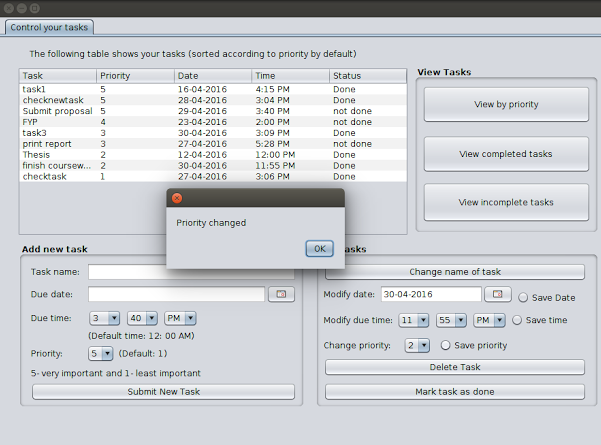 Control your tasks
The following table shows your tasks (sorted according to priority by default)
Task Priority Date Time Status
task1 5 16-04-2016 4:15 PM Done
checknewtask 5 28-04-2016 3:04 PM Done
Submit proposal 5 29-04-2016 3:40 PM not done
FYP 4 23-04-2016 2:00 PM not done
task3 3 30-04-2016 3:09 PM Done
print report 3 27-04-2016 5:28 PM not done
Thesis 2 12-04-2016 12:00 PM Done
finish coursew... 2 30-04-2016 11:55 PM Done
checktask 1 27-04-2016 3:06 PM Done
View Tasks
View by priority
View completed tasks
View incomplete tasks
Priority changed
OK
Add new task
Task name:
Due date:
Due time: 3 40 PM
(Default time: 12: 00 AM)
Priority: 5 (Default: 1)
5- very important and 1- least important
Submit New Task
asks
Change name of task
Modify date: 30-04-2016 Save Date
Modify due time: 11 55 PM Save time
Change priority: 2 Save priority
Delete Task
Mark task as done